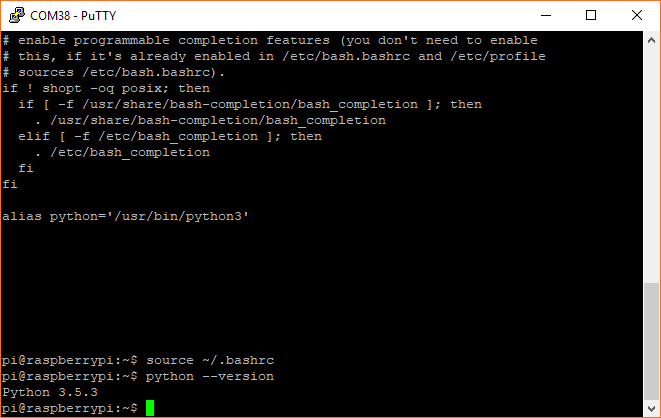 COM38 - PuTTY
# enable programmable completion features (you don't need to enable
# this, if it's already enabled in /etc/bash.bashrc and /etc/profile
# sources /etc/bash.bashrc).
if ! shopt -oq posix; then
  if [ -f /usr/share/bash-completion/bash_completion ]; then
    . /usr/share/bash-completion/bash_completion
  elif [ -f /etc/bash_completion ]; then
    . /etc/bash_completion
  fi
fi
alias python='/usr/bin/python3'
pi@raspberrypi:~$ source ~/.bashrc
pi@raspberrypi:~$ python --version
Python 3.5.3
pi@raspberrypi:~$